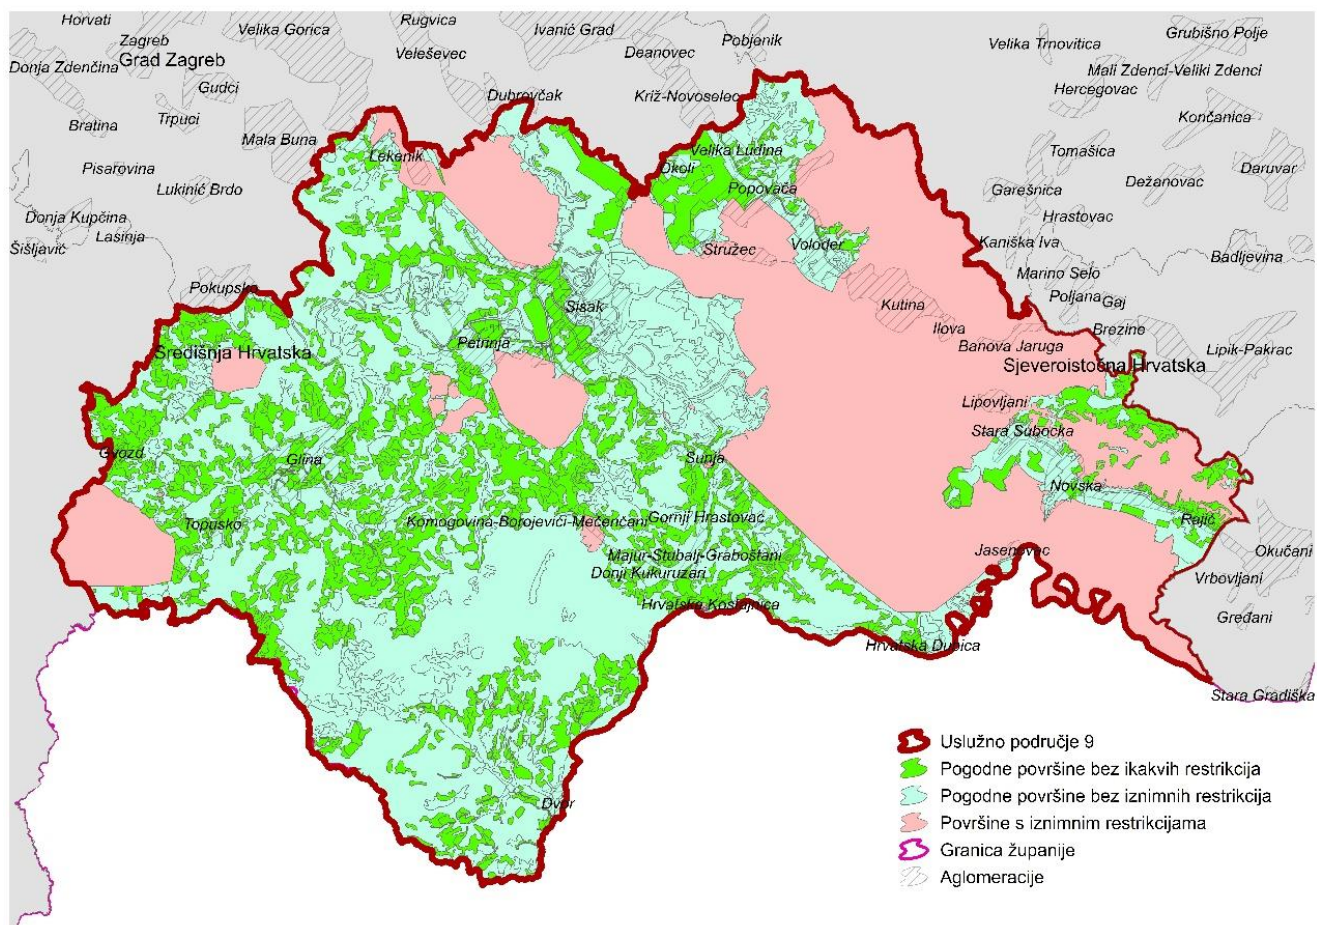 Horvati
Rugvica
Zagreb
Velika Gorica
Ivanić Grad
Pobjenik
Velika Trnovitica
Grubišno Polje
Grad Zagreb
Veleševec
Deanovec
Donja Zdenčina
Mali Zdenci-Veliki Zdenci
Gudci
Dubrovčak
Križ-Novoselec
Hercegovac
Bratina
Trpuci
Končanica
Mala Buna
Velika Ludina
Tomašica
Pisarovina
Lekenik
Okoli
Daruvar
Lukinić Brdo
Popovača
Garešnica
Dežanovac
Donja Kupčina
Hrastovac
Lasinja
Šišljavić
Stružec
Voloder
Kaniška Iva
Badljevina
Marino Selo
Pokupsko
Poljana
Gaj
Sisak
Kutina
Ilova
Brezine
Petrinja
Banova Jaruga
Lipik-Pakrac
Središnja Hrvatska
Sjeveroistočna Hrvatska
Lipovljani
Stara Subocka
Gvozd
Glina
Sunja
Novska
Topusko
Komogovina-Borojevići-Mečenčani
Gornji Hrastovac
Rajić
Majur-Stubalj-Graboštani
Jasenovac
Okučani
Donji Kukuruzari
Vrbovljani
Hrvatska Kostajnica
Gređani
Hrvatska Dubica
Stara Gradiška
Dvor
Uslužno područje 9
Pogodne površine bez ikakvih restrikcija
Pogodne površine bez iznimnih restrikcija
Površine s iznimnim restrikcijama
Granica županije
Aglomeracije